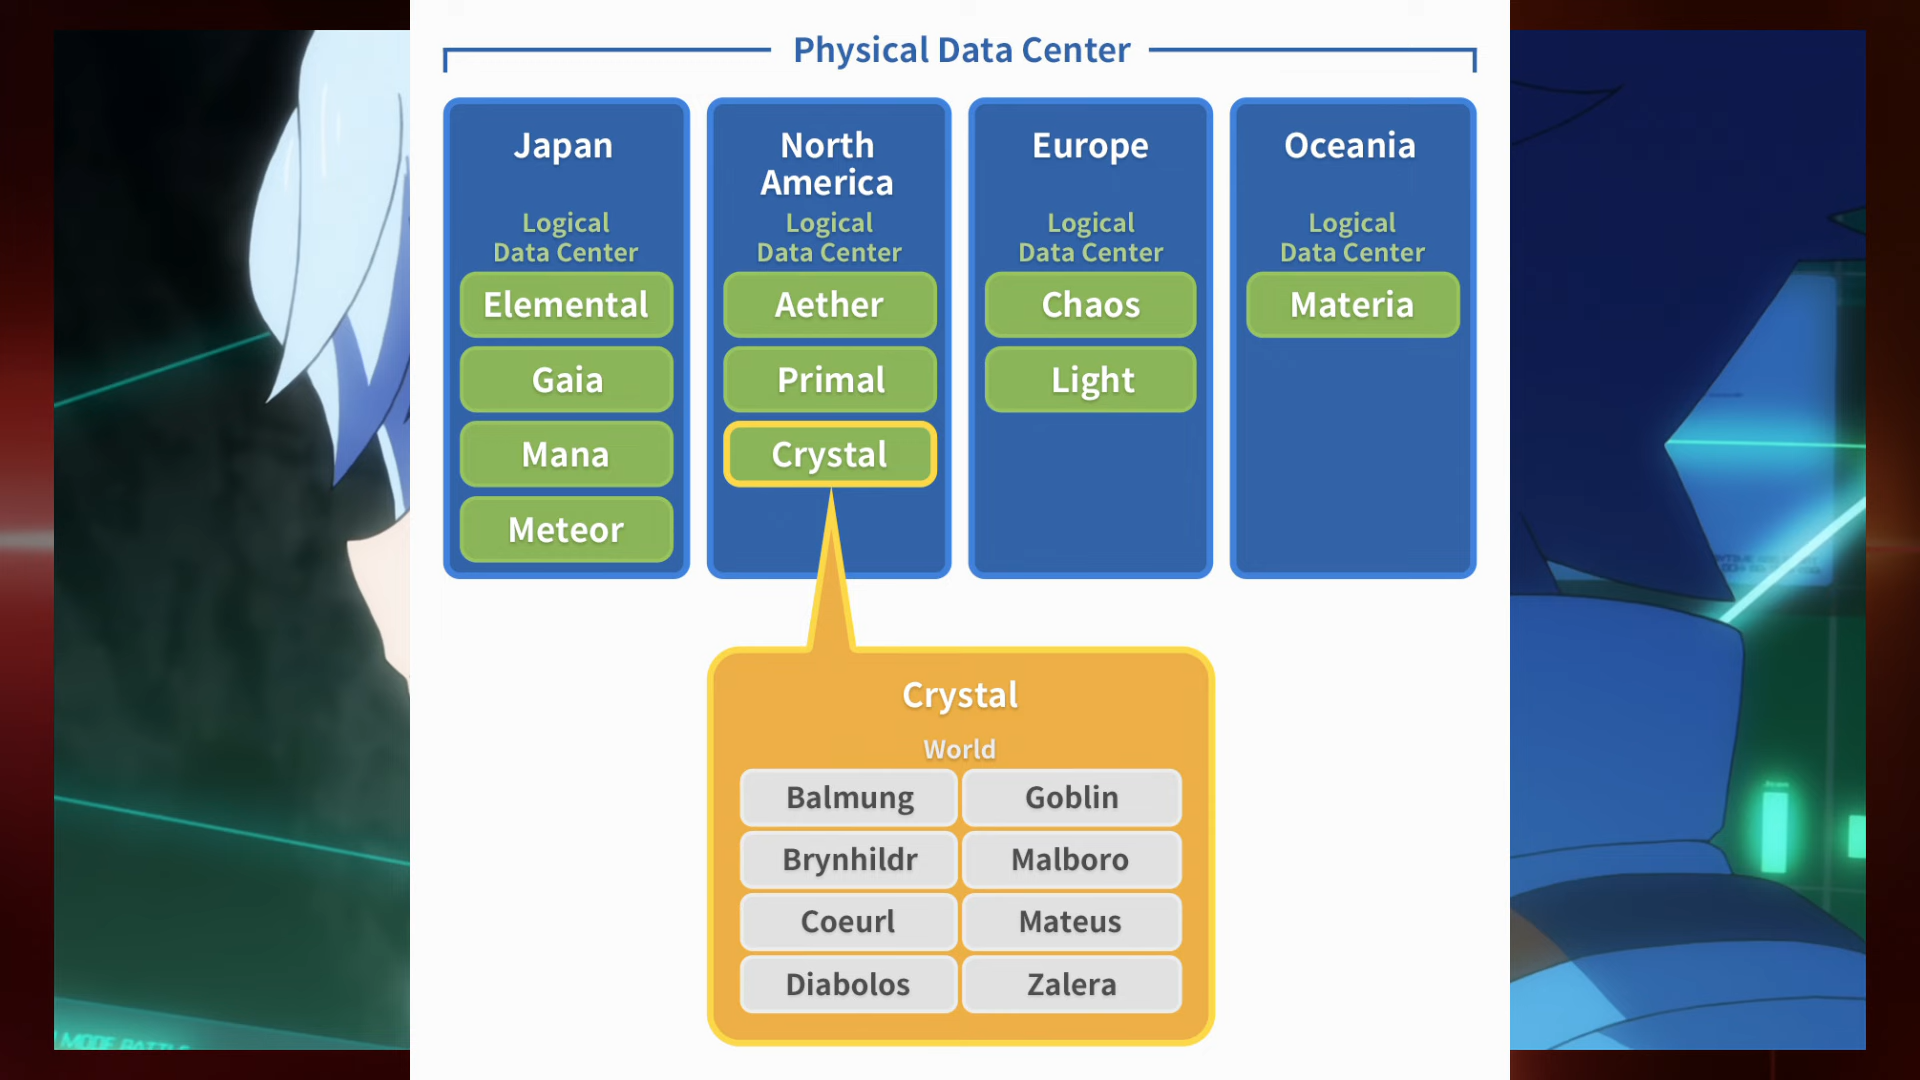 Physical Data Center
Japan
Logical
Data Center
Elemental
Gaia
Mana
Meteor
North
America
Logical
Data Center
Aether
Primal
Crystal
Europe
Logical
Data Center
Chaos
Light
Oceania
Logical
Data Center
Materia
Crystal
World
Balmung
Goblin
Brynhildr
Malboro
Coeurl
Mateus
Diabolos
Zalera
MODE BATTLE